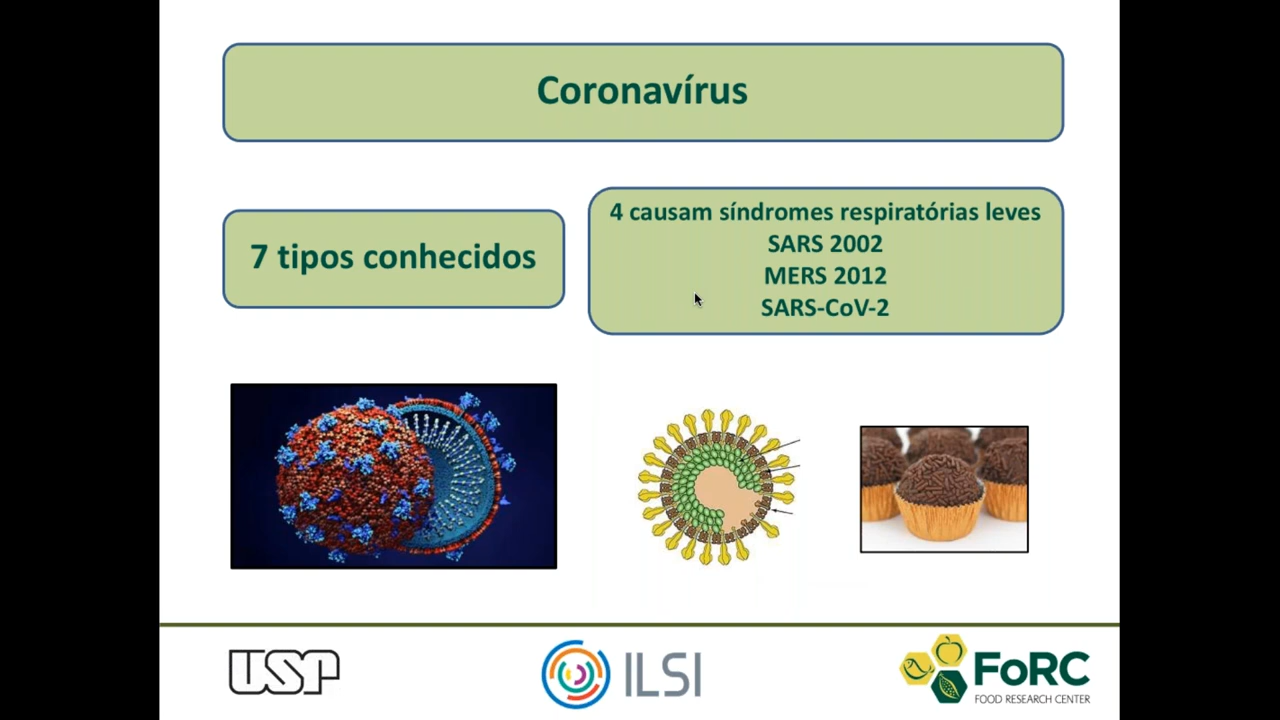 Coronavírus
7 tipos conhecidos
4 causam síndromes respiratórias leves
SARS 2002
MERS 2012
SARS-CoV-2
USP
ILSI
FoRC
FOOD RESEARCH CENTER